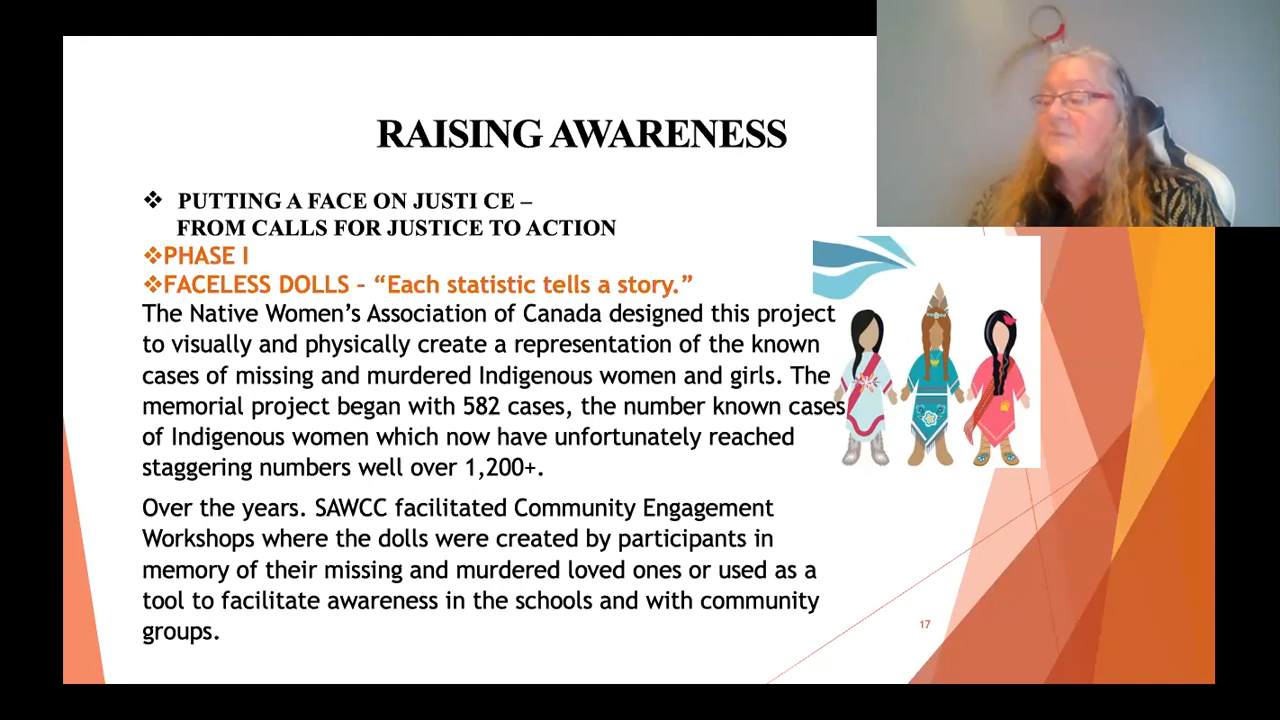 RAISING AWARENESS
❖ PUTTING A FACE ON JUSTI CE –
FROM CALLS FOR JUSTICE TO ACTION
❖PHASE I
❖FACELESS DOLLS – “Each statistic tells a story.”
The Native Women’s Association of Canada designed this project
to visually and physically create a representation of the known
cases of missing and murdered Indigenous women and girls. The
memorial project began with 582 cases, the number known cases
of Indigenous women which now have unfortunately reached
staggering numbers well over 1,200+.
Over the years. SAWCC facilitated Community Engagement
Workshops where the dolls were created by participants in
memory of their missing and murdered loved ones or used as a
tool to facilitate awareness in the schools and with community
groups.
17